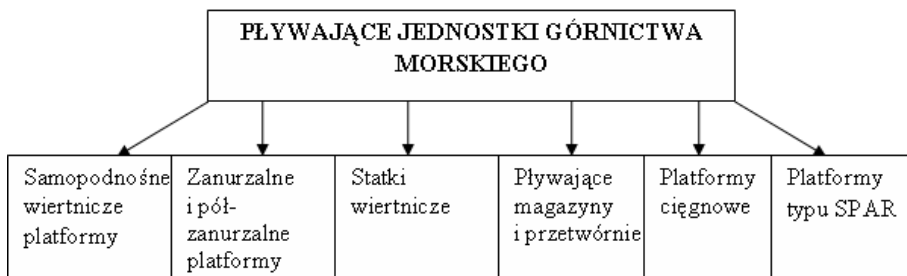 PŁYWAJĄCE JEDNOSTKI GÓRNICTWA
MORSKIEGO
Samopodnośne
wiertnicze
platformy
Zanurzalne
i pół-
zanurzalne
platformy
Statki
wiertnicze
Pływające
magazyny
i przetwórnie
Platformy
cięgnowe
Platformy
typu SPAR